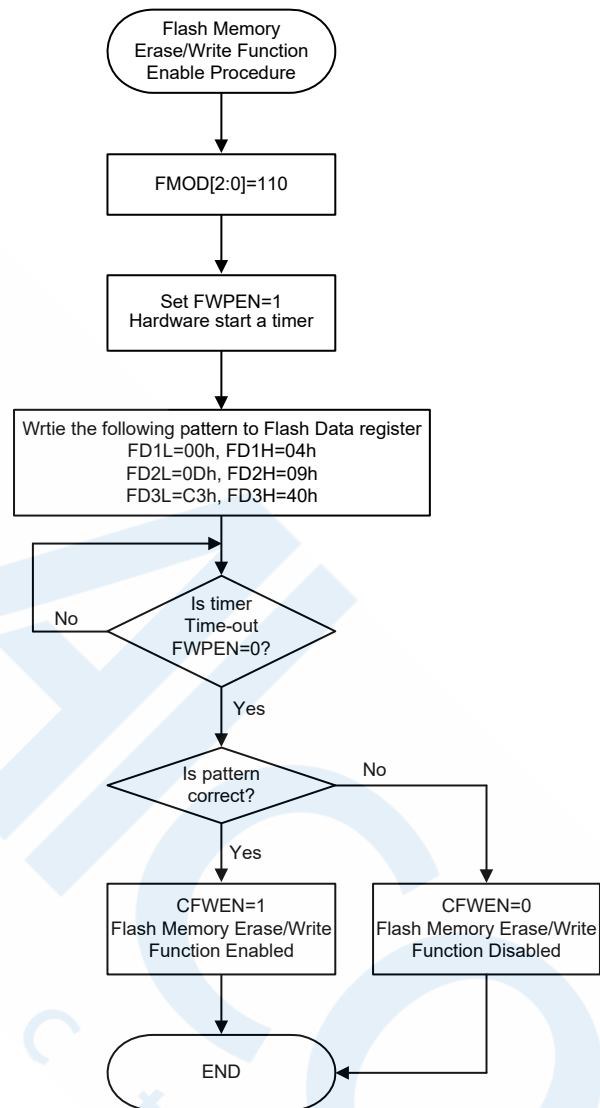 Flash Memory
Erase/Write Function
Enable Procedure
FMOD[2:0]=110
Set FWPEN=1
Hardware start a timer
Wrtie the following pattern to Flash Data register
FD1L=00h, FD1H=04h
FD2L=0Dh, FD2H=09h
FD3L=C3h, FD3H=40h
Is timer
Time-out
FWPEN=0?
No
Yes
Is pattern
correct?
No
Yes
CFWEN=1
Flash Memory Erase/Write
Function Enabled
CFWEN=0
Flash Memory Erase/Write
Function Disabled
END